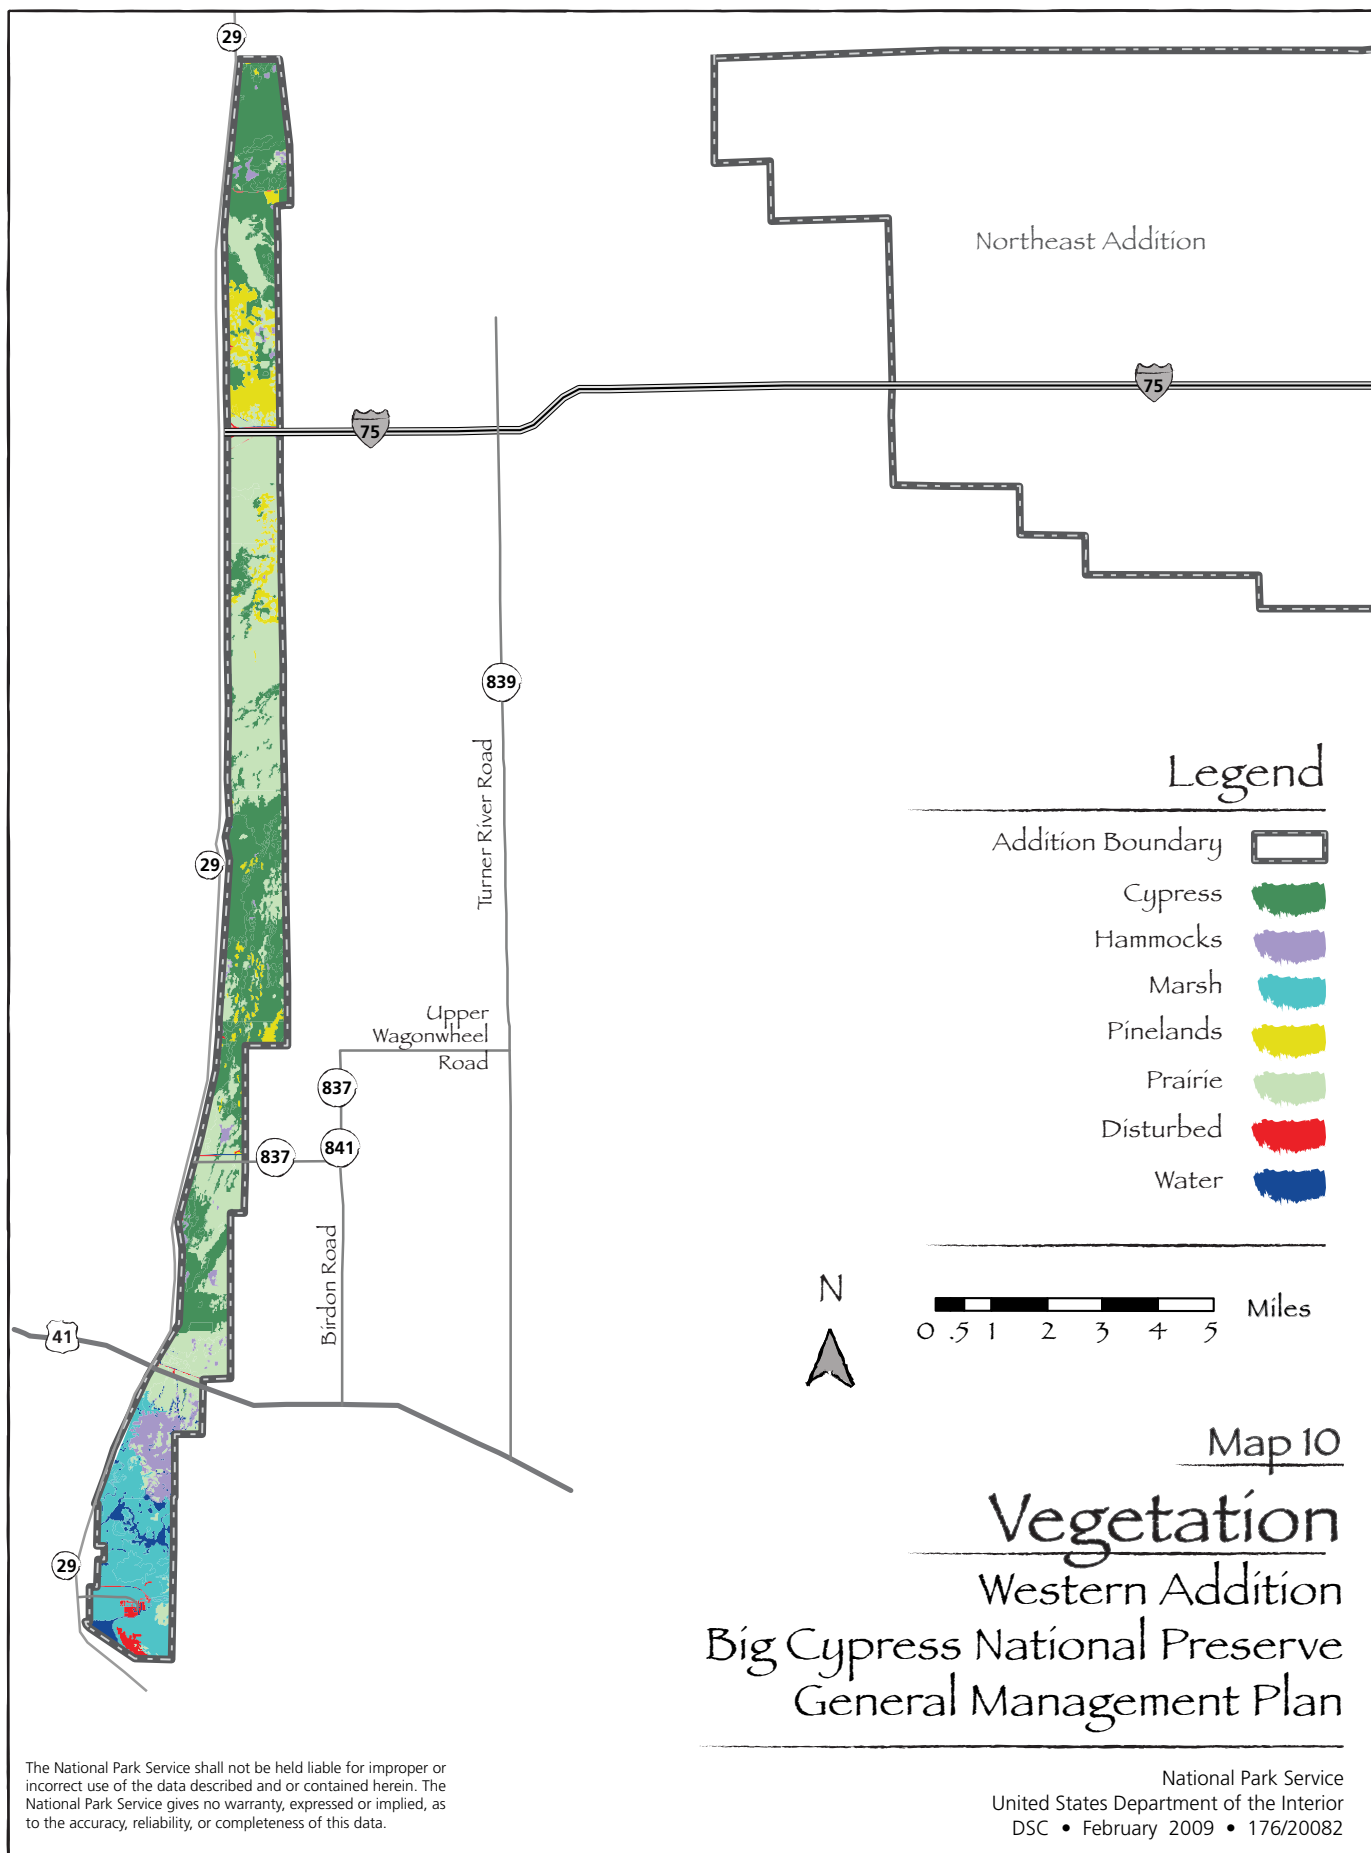 29
Northeast Addition
75
75
839
Turner River Road
29
Upper
Wagonwheel
Road
837
841
837
Birdon Road
41
29
Legend
Addition Boundary
Cypress
Hammocks
Marsh
Pinelands
Prairie
Disturbed
Water
N
0 .5 1 2 3 4 5 Miles
Map 10
Vegetation
Western Addition
Big Cypress National Preserve
General Management Plan
The National Park Service shall not be held liable for improper or
incorrect use of the data described and or contained herein. The
National Park Service gives no warranty, expressed or implied, as
to the accuracy, reliability, or completeness of this data.
National Park Service
United States Department of the Interior
DSC • February 2009 • 176/20082